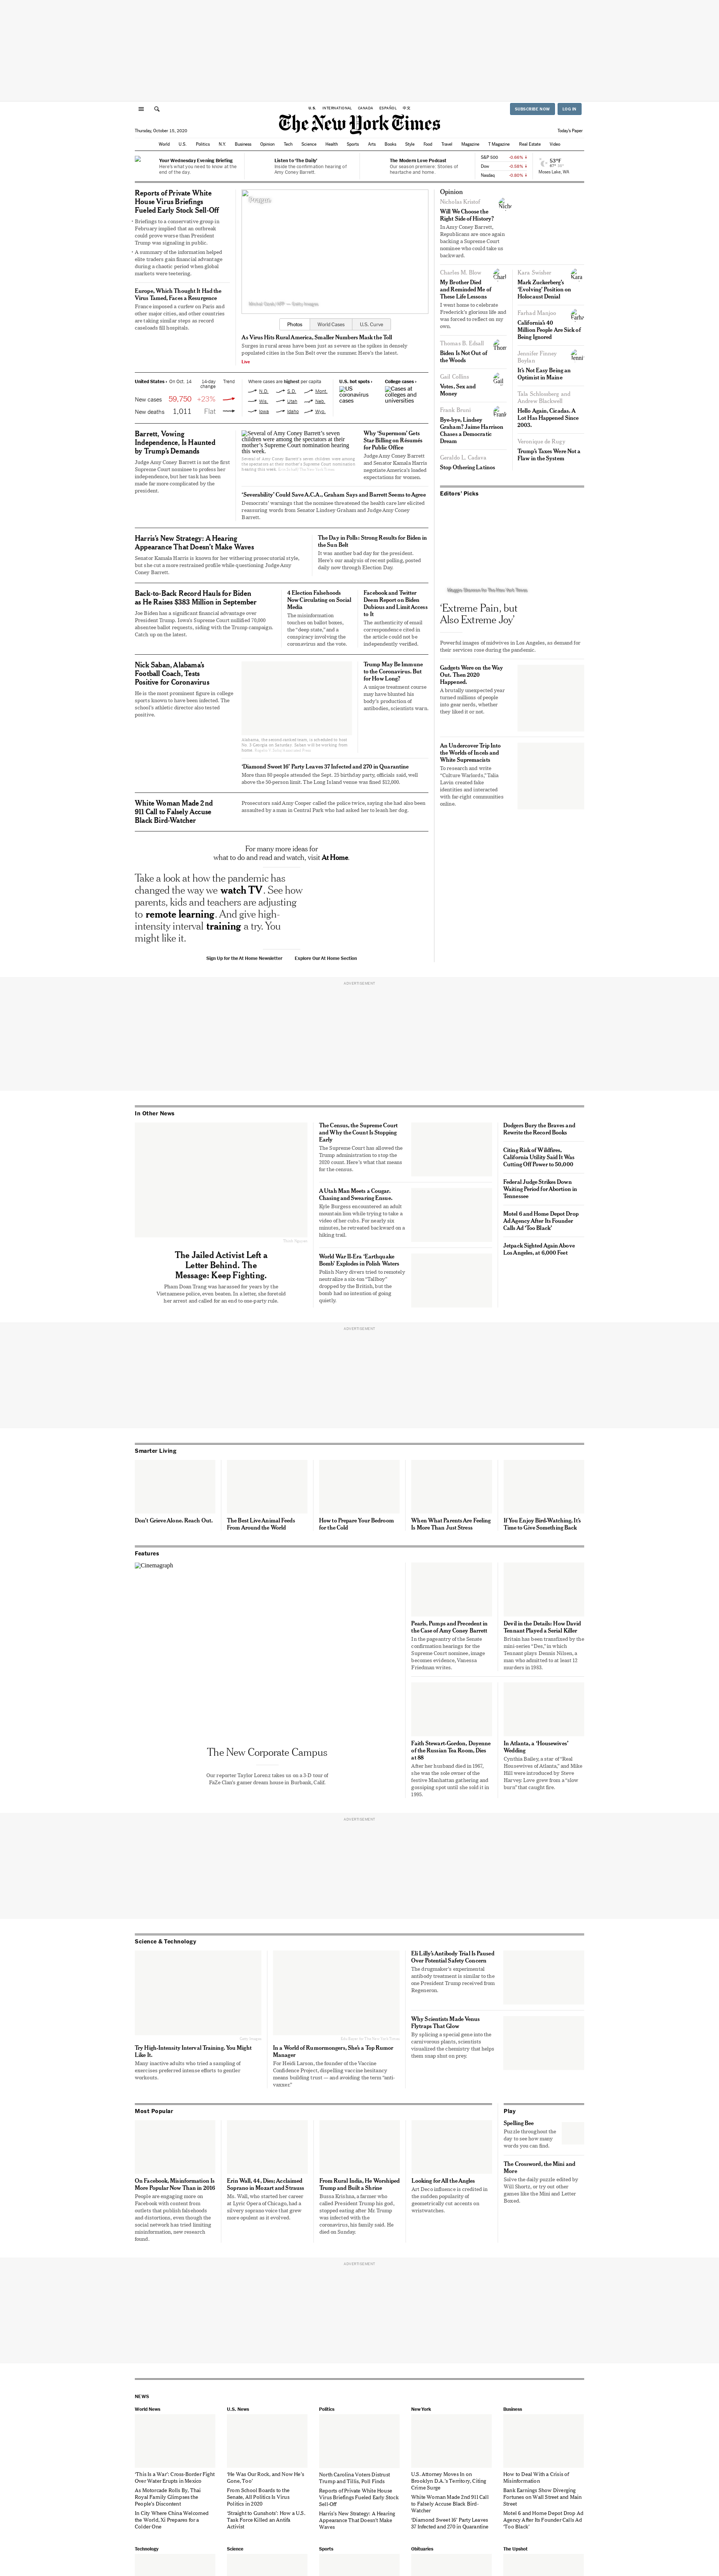 U.S. INTERNATIONAL CANADA ESPAÑOL 中文
SUBSCRIBE NOW LOG IN
The New York Times
Thursday, October 15, 2020
Today's Paper
World U.S. Politics N.Y. Business Opinion Tech Science Health Sports Arts Books Style Food Travel Magazine T Magazine Real Estate Video
Your Wednesday Evening Briefing
Here's what you need to know at the end of the day.
Listen to 'The Daily'
Inside the confirmation hearing of Amy Coney Barrett.
The Modern Love Podcast
Our season premiere: Stories of heartache and home.
S&P 500 -0.66%
Dow -0.58%
Nasdaq -0.80%
53°F
Moses Lake, WA
Reports of Private White
House Virus Briefings
Fueled Early Stock Sell-Off
Briefings to a conservative group in
February implied that an outbreak
could prove worse than President
Trump was signaling in public.
A summary of the information helped
elite traders gain financial advantage
during a chaotic period when global
markets were teetering.
Europe, Which Thought It Had the
Virus Tamed, Faces a Resurgence
France imposed a curfew on Paris and
other major cities, and other countries
are taking similar steps as record
caseloads fill hospitals.
Prague
Photos World Cases U.S. Curve
As Virus Hits Rural America, Smaller Numbers Mask the Toll
Surges in rural areas have been just as severe as the spikes in densely
populated cities in the Sun Belt over the summer. Here's the latest.
Live
United States › On Oct. 14 14-day change Trend
New cases 59,750 +23%
New deaths 1,011 Flat
Where cases are highest per capita
N.D. S.D. Mont.
Wis. Utah Neb.
Iowa Idaho Wyo.
U.S. hot spots ›
US coronavirus cases
College cases ›
Cases at colleges and universities
Barrett, Vowing
Independence, Is Haunted
by Trump's Demands
Judge Amy Coney Barrett is not the first
Supreme Court nominee to profess her
independence, but her task has been
made far more complicated by the
president.
Several of Amy Coney Barrett's seven
children were among the spectators at their
mother's Supreme Court nomination hearing
this week.
Why 'Supermom' Gets
Star Billing on Résumés
for Public Office
Judge Amy Coney Barrett
and Senator Kamala Harris
negotiate America's loaded
expectations for women.
'Severability' Could Save A.C.A., Graham Says and Barrett Seems to Agree
Democrats' warnings that the nominee threatened the health care law elicited
reassuring words from Senator Lindsey Graham and Judge Amy Coney
Barrett.
Harris's New Strategy: A Hearing
Appearance That Doesn't Make Waves
Senator Kamala Harris is known for her withering prosecutorial style,
but she cut a more restrained profile while questioning Judge Amy
Coney Barrett.
The Day in Polls: Strong Results for Biden in
the Sun Belt
It was another bad day for the president.
Here's our analysis of recent polling, posted
daily now through Election Day.
Back-to-Back Record Hauls for Biden
as He Raises $383 Million in September
Joe Biden has a significant financial advantage over
President Trump. Iowa's Supreme Court nullified 70,000
absentee ballot requests, siding with the Trump campaign.
Catch up on the latest.
4 Election Falsehoods
Now Circulating on Social
Media
The misinformation
touches on ballot boxes,
the "deep state," and a
conspiracy involving the
coronavirus and the vote.
Facebook and Twitter
Deem Report on Biden
Dubious and Limit Access
to It
The authenticity of email
correspondence cited in
the article could not be
independently verified.
Nick Saban, Alabama's
Football Coach, Tests
Positive for Coronavirus
He is the most prominent figure in college
sports known to have been infected. The
school's athletic director also tested
positive.
Alabama, the second-ranked team, is scheduled to host
No. 3 Georgia on Saturday. Saban will be working from
home.
Trump May Be Immune
to the Coronavirus. But
for How Long?
A unique treatment course
may have blunted his
body's production of
antibodies, scientists warn.
'Diamond Sweet 16' Party Leaves 37 Infected and 270 in Quarantine
More than 80 people attended the Sept. 25 birthday party, officials said, well
above the 50-person limit. The Long Island venue was fined $12,000.
White Woman Made 2nd
911 Call to Falsely Accuse
Black Bird-Watcher
Prosecutors said Amy Cooper called the police twice, saying she had also been
assaulted by a man in Central Park who had asked her to leash her dog.
For many more ideas for
what to do and read and watch, visit At Home.
Take a look at how the pandemic has
changed the way we watch TV. See how
parents, kids and teachers are adjusting
to remote learning. And give high-
intensity interval training a try. You
might like it.
Sign Up for the At Home Newsletter Explore Our At Home Section
Opinion
Nicholas Kristof
Will We Choose the
Right Side of History?
In Amy Coney Barrett,
Republicans are once again
backing a Supreme Court
nominee who could take us
backward.
Charles M. Blow
My Brother Died
and Reminded Me of
These Life Lessons
I went home to celebrate
Frederick's glorious life and
was forced to reflect on my
own.
Thomas B. Edsall
Biden Is Not Out of
the Woods
Gail Collins
Votes, Sex and
Money
Frank Bruni
Bye-bye, Lindsey
Graham? Jaime Harrison
Chases a Democratic
Dream
Geraldo L. Cadava
Stop Othering Latinos
Kara Swisher
Mark Zuckerberg's
'Evolving' Position on
Holocaust Denial
Farhad Manjoo
California's 40
Million People Are Sick of
Being Ignored
Jennifer Finney
Boylan
It's Not Easy Being an
Optimist in Maine
Tala Schlossberg and
Andrew Blackwell
Hello Again, Cicadas. A
Lot Has Happened Since
2003.
Veronique de Rugy
Trump's Taxes Were Not a
Flaw in the System
Editors' Picks
'Extreme Pain, but
Also Extreme Joy'
Powerful images of midwives in Los Angeles, as demand for
their services rose during the pandemic.
Gadgets Were on the Way
Out. Then 2020
Happened.
A brutally unexpected year
turned millions of people
into gear nerds, whether
they liked it or not.
An Undercover Trip Into
the Worlds of Incels and
White Supremacists
To research and write
"Culture Warlords," Talia
Lavin created fake
identities and interacted
with far-right communities
online.
ADVERTISEMENT
In Other News
The Jailed Activist Left a
Letter Behind. The
Message: Keep Fighting.
Pham Doan Trang was harassed for years by the
Vietnamese police, even beaten. In a letter, she foretold
her arrest and called for an end to one-party rule.
The Census, the Supreme Court
and Why the Count Is Stopping
Early
The Supreme Court has allowed the
Trump administration to stop the
2020 count. Here's what that means
for the census.
A Utah Man Meets a Cougar.
Chasing and Swearing Ensue.
Kyle Burgess encountered an adult
mountain lion while trying to take a
video of her cubs. For nearly six
minutes, he retreated backward on a
hiking trail.
World War II-Era 'Earthquake
Bomb' Explodes in Polish Waters
Polish Navy divers tried to remotely
neutralize a six-ton "Tallboy"
dropped by the British, but the
bomb had no intention of going
quietly.
Dodgers Bury the Braves and
Rewrite the Record Books
Citing Risk of Wildfires,
California Utility Said It Was
Cutting Off Power to 50,000
Federal Judge Strikes Down
Waiting Period for Abortion in
Tennessee
Motel 6 and Home Depot Drop
Ad Agency After Its Founder
Calls Ad 'Too Black'
Jetpack Sighted Again Above
Los Angeles, at 6,000 Feet
ADVERTISEMENT
Smarter Living
Don't Grieve Alone. Reach Out.
The Best Live Animal Feeds
From Around the World
How to Prepare Your Bedroom
for the Cold
When What Parents Are Feeling
Is More Than Just Stress
If You Enjoy Bird-Watching, It's
Time to Give Something Back
Features
Cinemagraph
The New Corporate Campus
Our reporter Taylor Lorenz takes us on a 3-D tour of
FaZe Clan's gamer dream house in Burbank, Calif.
Pearls, Pumps and Precedent in
the Case of Amy Coney Barrett
In the pageantry of the Senate
confirmation hearings for the
Supreme Court nominee, image
becomes evidence, Vanessa
Friedman writes.
Devil in the Details: How David
Tennant Played a Serial Killer
Britain has been transfixed by the
mini-series "Des," in which
Tennant plays Dennis Nilsen, a
man who admitted to at least 12
murders in 1983.
Faith Stewart-Gordon, Doyenne
of the Russian Tea Room, Dies
at 88
After her husband died in 1967,
she was the sole owner of the
festive Manhattan gathering and
gossiping spot until she sold it in
1995.
In Atlanta, a 'Housewives'
Wedding
Cynthia Bailey, a star of "Real
Housewives of Atlanta," and Mike
Hill were introduced by Steve
Harvey. Love grew from a "slow
burn" that caught fire.
ADVERTISEMENT
Science & Technology
Try High-Intensity Interval Training. You Might
Like It.
Many inactive adults who tried a sampling of
exercises preferred intense efforts to gentler
workouts.
In a World of Rumormongers, She's a Top Rumor
Manager
For Heidi Larson, the founder of the Vaccine
Confidence Project, dispelling vaccine hesitancy
means building trust — and avoiding the term "anti-
vaxxer."
Eli Lilly's Antibody Trial Is Paused
Over Potential Safety Concern
The drugmaker's experimental
antibody treatment is similar to the
one President Trump received from
Regeneron.
Why Scientists Made Venus
Flytraps That Glow
By splicing a special gene into the
carnivorous plants, scientists
visualized the chemistry that helps
them snap shut on prey.
Most Popular
On Facebook, Misinformation Is
More Popular Now Than in 2016
People are engaging more on
Facebook with content from
outlets that publish falsehoods
and distortions, even though the
social network has tried limiting
misinformation, new research
found.
Erin Wall, 44, Dies; Acclaimed
Soprano in Mozart and Strauss
Ms. Wall, who started her career
at Lyric Opera of Chicago, had a
silvery soprano voice that grew
more opulent as it evolved.
From Rural India, He Worshiped
Trump and Built a Shrine
Bussa Krishna, a farmer who
called President Trump his god,
stopped eating after Mr. Trump
was infected with the
coronavirus, his family said. He
died on Sunday.
Looking for All the Angles
Art Deco influence is credited in
the sudden popularity of
geometrically cut accents on
wristwatches.
Play
Spelling Bee
Puzzle throughout the
day to see how many
words you can find.
The Crossword, the Mini and
More
Solve the daily puzzle edited by
Will Shortz, or try out other
games like the Mini and Letter
Boxed.
ADVERTISEMENT
NEWS
World News
'This Is a War': Cross-Border Fight
Over Water Erupts in Mexico
As Motorcade Rolls By, Thai
Royal Family Glimpses the
People's Discontent
In City Where China Welcomed
the World, Xi Prepares for a
Colder One
U.S. News
'He Was Our Rock, and Now He's
Gone, Too'
From School Boards to the
Senate, All Politics Is Virus
Politics in 2020
'Straight to Gunshots': How a U.S.
Task Force Killed an Antifa
Activist
Politics
North Carolina Voters Distrust
Trump and Tillis, Poll Finds
Reports of Private White House
Virus Briefings Fueled Early Stock
Sell-Off
Harris's New Strategy: A Hearing
Appearance That Doesn't Make
Waves
New York
U.S. Attorney Moves In on
Brooklyn D.A.'s Territory, Citing
Crime Surge
White Woman Made 2nd 911 Call
to Falsely Accuse Black Bird-
Watcher
'Diamond Sweet 16' Party Leaves
37 Infected and 270 in Quarantine
Business
How to Deal With a Crisis of
Misinformation
Bank Earnings Show Diverging
Fortunes on Wall Street and Main
Street
Motel 6 and Home Depot Drop Ad
Agency After Its Founder Calls Ad
'Too Black'
Technology Science Sports Obituaries The Upshot